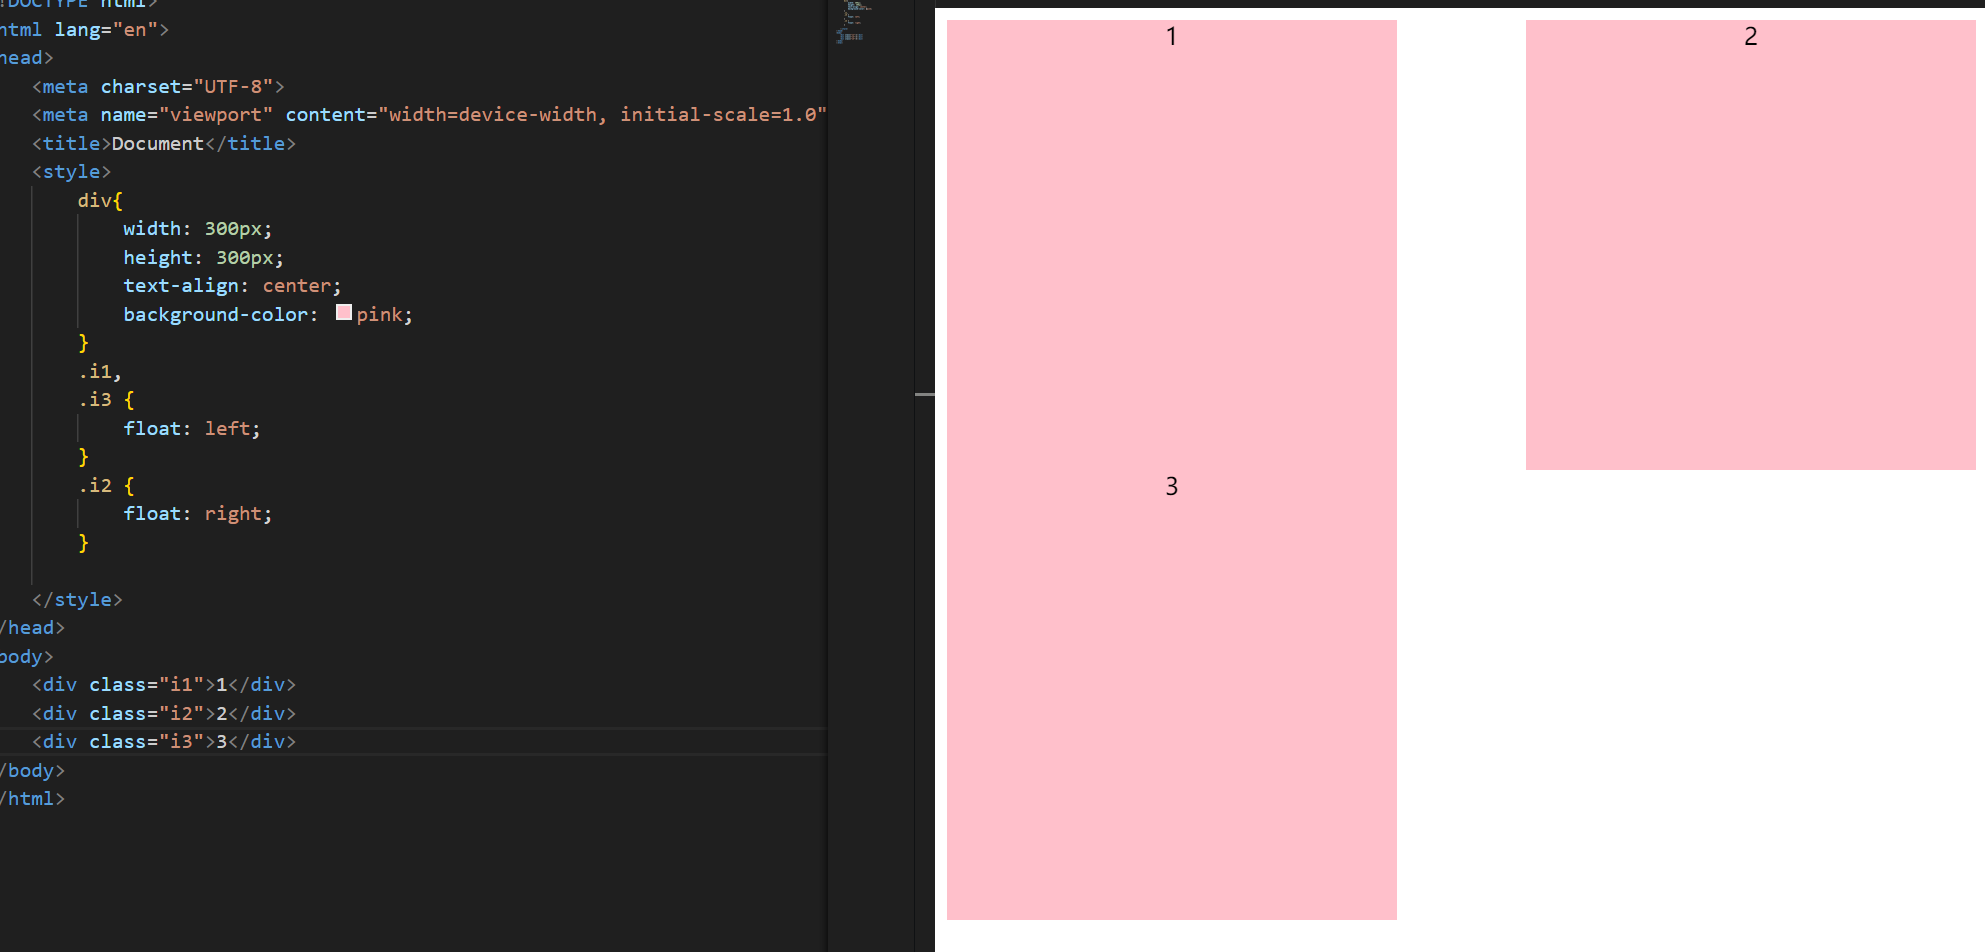 !DOCTYPE html>
html lang="en">
head>
<meta charset="UTF-8">
<meta name="viewport" content="width=device-width, initial-scale=1.0"
<title>Document</title>
<style>
div{
width: 300px;
height: 300px;
text-align: center;
background-color: pink;
}
.i1,
.i3 {
float: left;
}
.i2 {
float: right;
}
</style>
/head>
body>
<div class="i1">1</div>
<div class="i2">2</div>
<div class="i3">3</div>
/body>
/html>
1
2
3